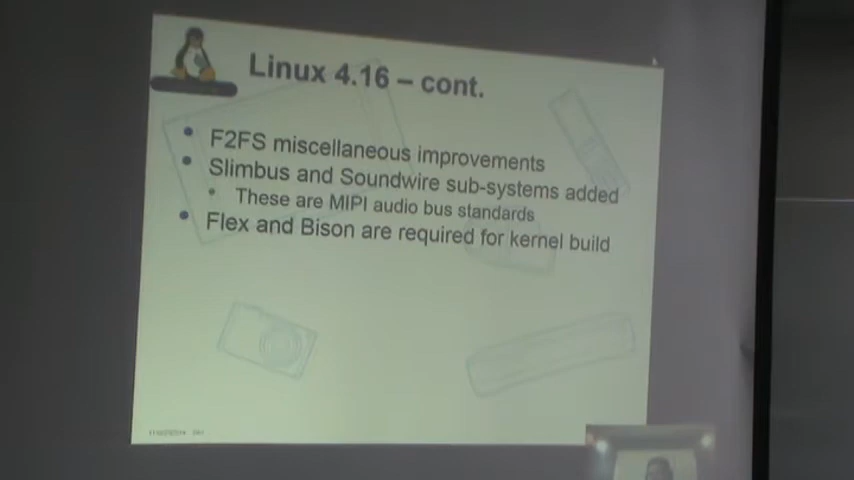 Linux 4.16 – cont.
F2FS miscellaneous improvements
Slimbus and Soundwire sub-systems added
These are MIPI audio bus standards
Flex and Bison are required for kernel build